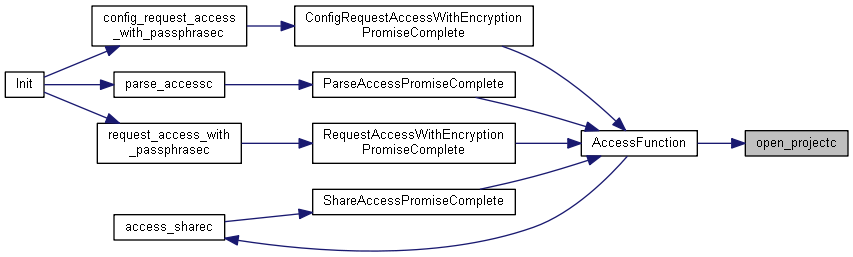 config_request_access
_with_passphrasec
ConfigRequestAccessWithEncryption
PromiseComplete
Init
parse_accessc
ParseAccessPromiseComplete
request_access_with
_passphrasec
RequestAccessWithEncryption
PromiseComplete
AccessFunction
open_projectc
ShareAccessPromiseComplete
access_sharec